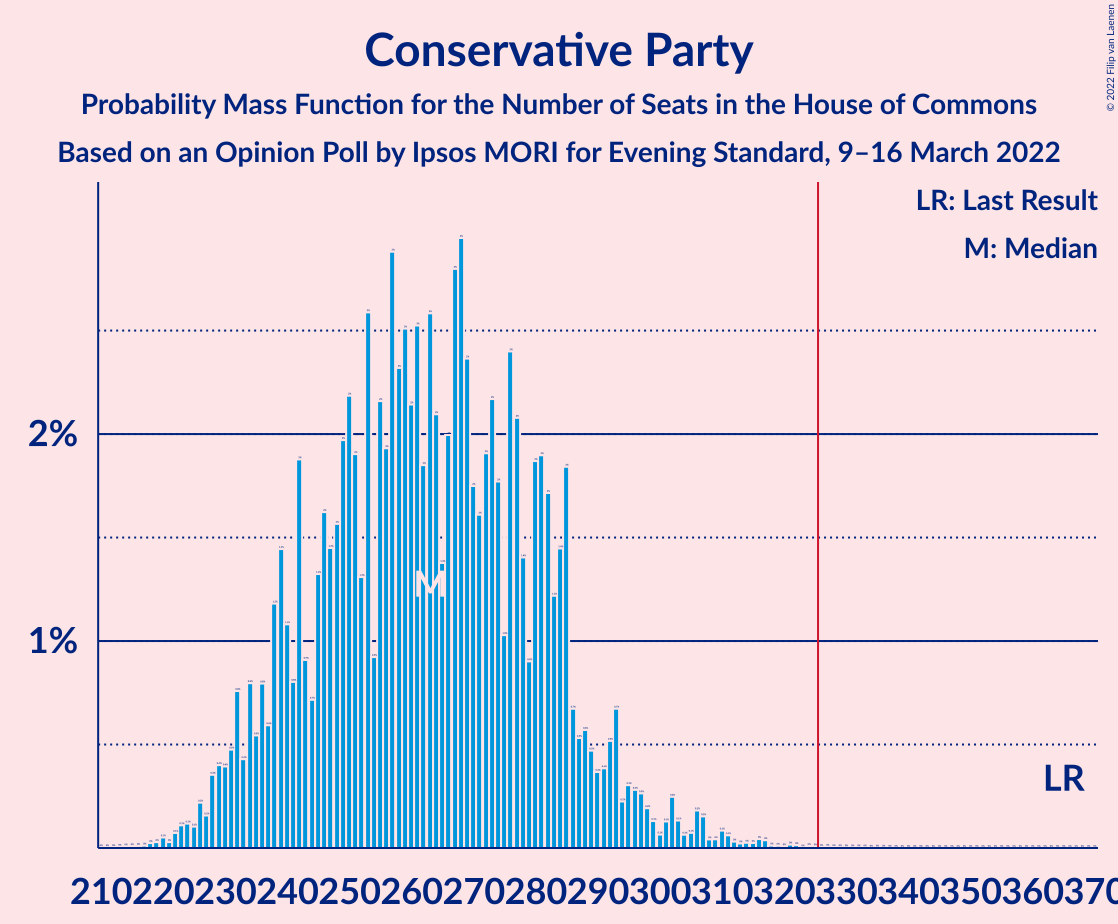 Conservative Party
Probability Mass Function for the Number of Seats in the House of Commons
Based on an Opinion Poll by Ipsos MORI for Evening Standard, 9–16 March 2022
© 2022 Filip van Laenen
LR: Last Result
M: Median
2%
1%
M
LR
210 220 230 240 250 260 270 280 290 300 310 320 330 340 350 360 370